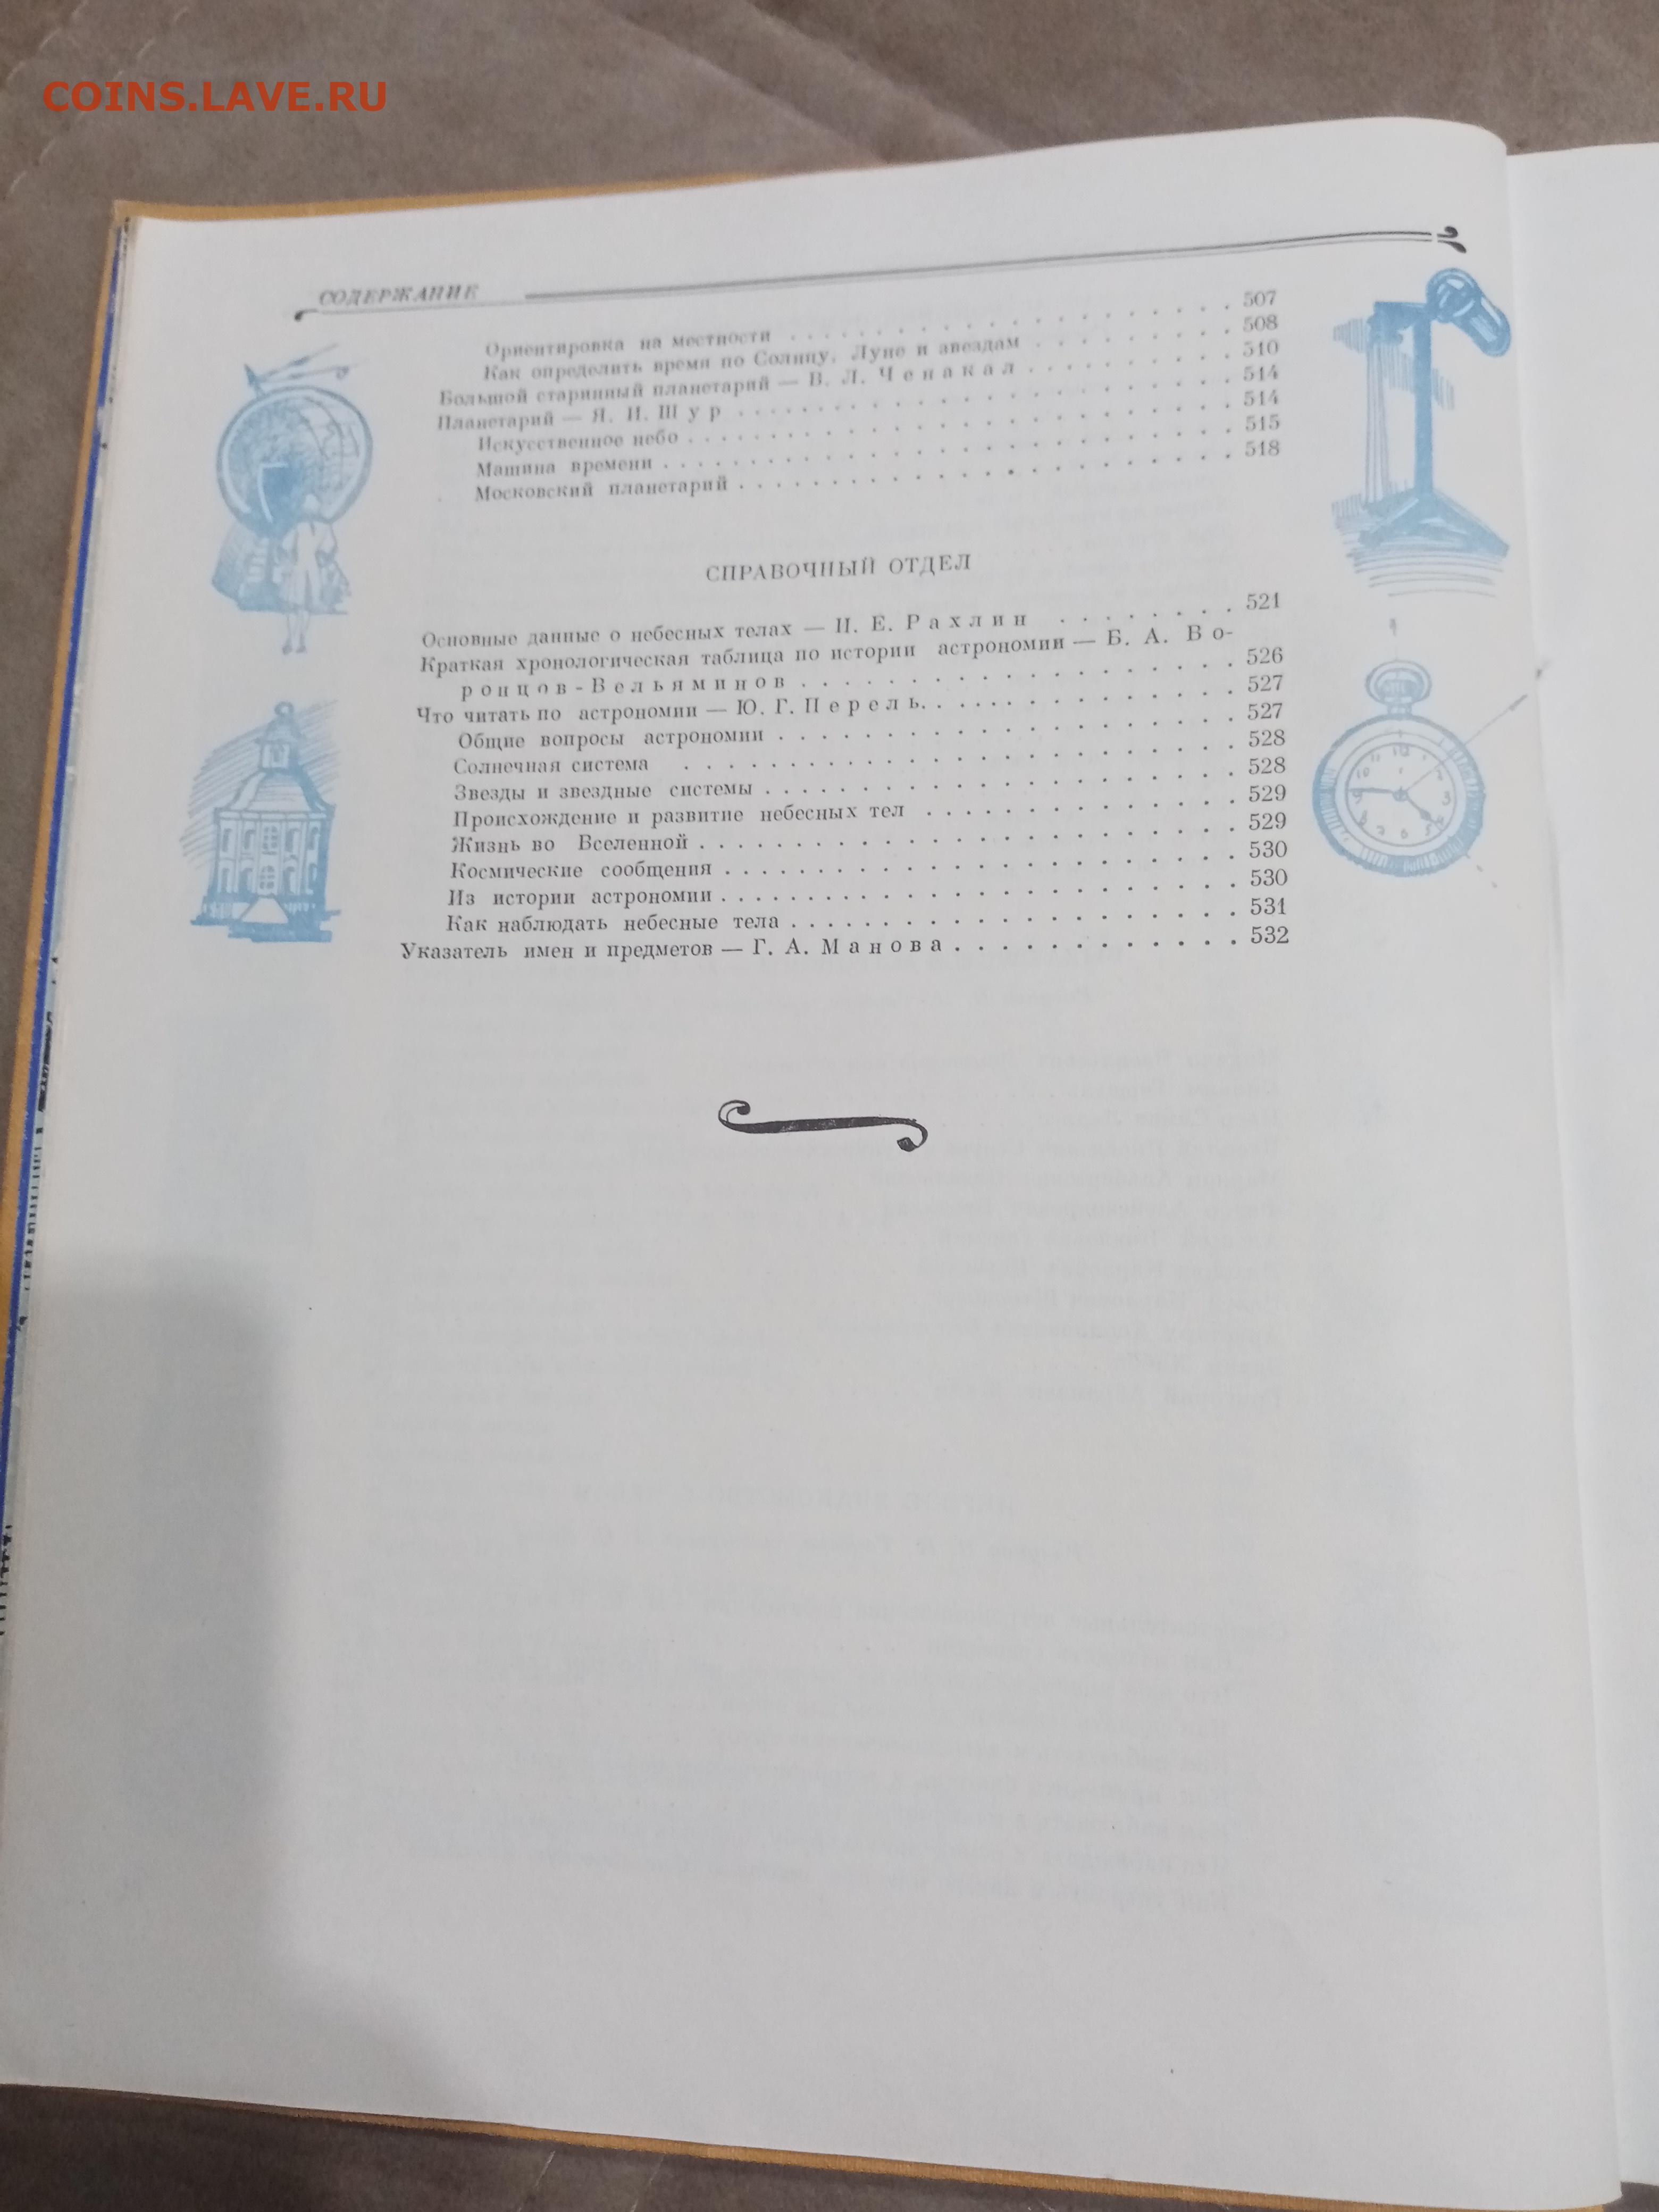 COINS.LAVE.RU
СОДЕРЖАНИЕ
Ориентировка на местности . . . . . . . . . . . . . . . . . . . 507
Как определить время по Солнцу, Луне и звездам . . . . . . . . . 508
Большой старинный планетарий — В. Л. Ченакал . . . . . . . . . 510
Планетарий — Я. И. Шур . . . . . . . . . . . . . . . . . . . . 514
Искусственное небо . . . . . . . . . . . . . . . . . . . . . . 514
Машина времени . . . . . . . . . . . . . . . . . . . . . . . . 515
Московский планетарий . . . . . . . . . . . . . . . . . . . . 518
СПРАВОЧНЫЙ ОТДЕЛ
Основные данные о небесных телах — И. Е. Рахлин . . . . . . . . 521
Краткая хронологическая таблица по истории астрономии — Б. А. Во-
ронцов-Вельяминов . . . . . . . . . . . . . . . . . . . 526
Что читать по астрономии — Ю. Г. Перель . . . . . . . . . . . . 527
Общие вопросы астрономии . . . . . . . . . . . . . . . . . . . 527
Солнечная система . . . . . . . . . . . . . . . . . . . . . . 528
Звезды и звездные системы . . . . . . . . . . . . . . . . . . . 528
Происхождение и развитие небесных тел . . . . . . . . . . . . . 529
Жизнь во Вселенной . . . . . . . . . . . . . . . . . . . . . . 529
Космические сообщения . . . . . . . . . . . . . . . . . . . . . 530
Из истории астрономии . . . . . . . . . . . . . . . . . . . . . 530
Как наблюдать небесные тела . . . . . . . . . . . . . . . . . . 531
Указатель имен и предметов — Г. А. Манова . . . . . . . . . . . 532